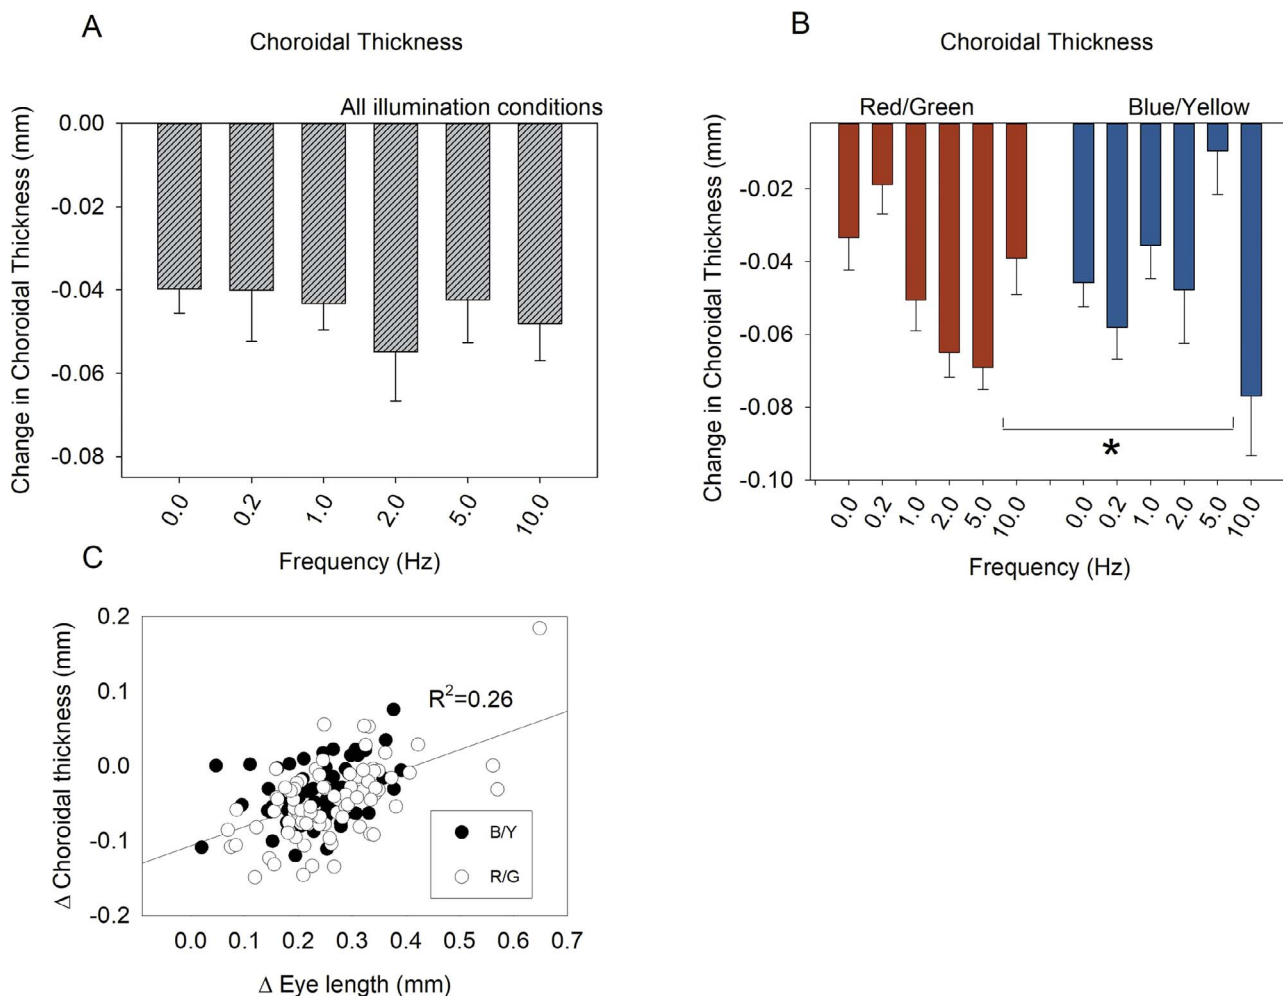 A
Choroidal Thickness
All illumination conditions
Change in Choroidal Thickness (mm)
0.00
-0.02
-0.04
-0.06
-0.08
0.0 0.2 1.0 2.0 5.0 10.0
Frequency (Hz)
B
Choroidal Thickness
Red/Green Blue/Yellow
Change in Choroidal Thickness (mm)
-0.02
-0.04
-0.06
-0.08
-0.10
*
0.0 0.2 1.0 2.0 5.0 10.0 0.0 0.2 1.0 2.0 5.0 10.0
Frequency (Hz)
C
Δ Choroidal thickness (mm)
0.2
0.1
0.0
-0.1
-0.2
R²=0.26
B/Y
R/G
0.0 0.1 0.2 0.3 0.4 0.5 0.6 0.7
Δ Eye length (mm)